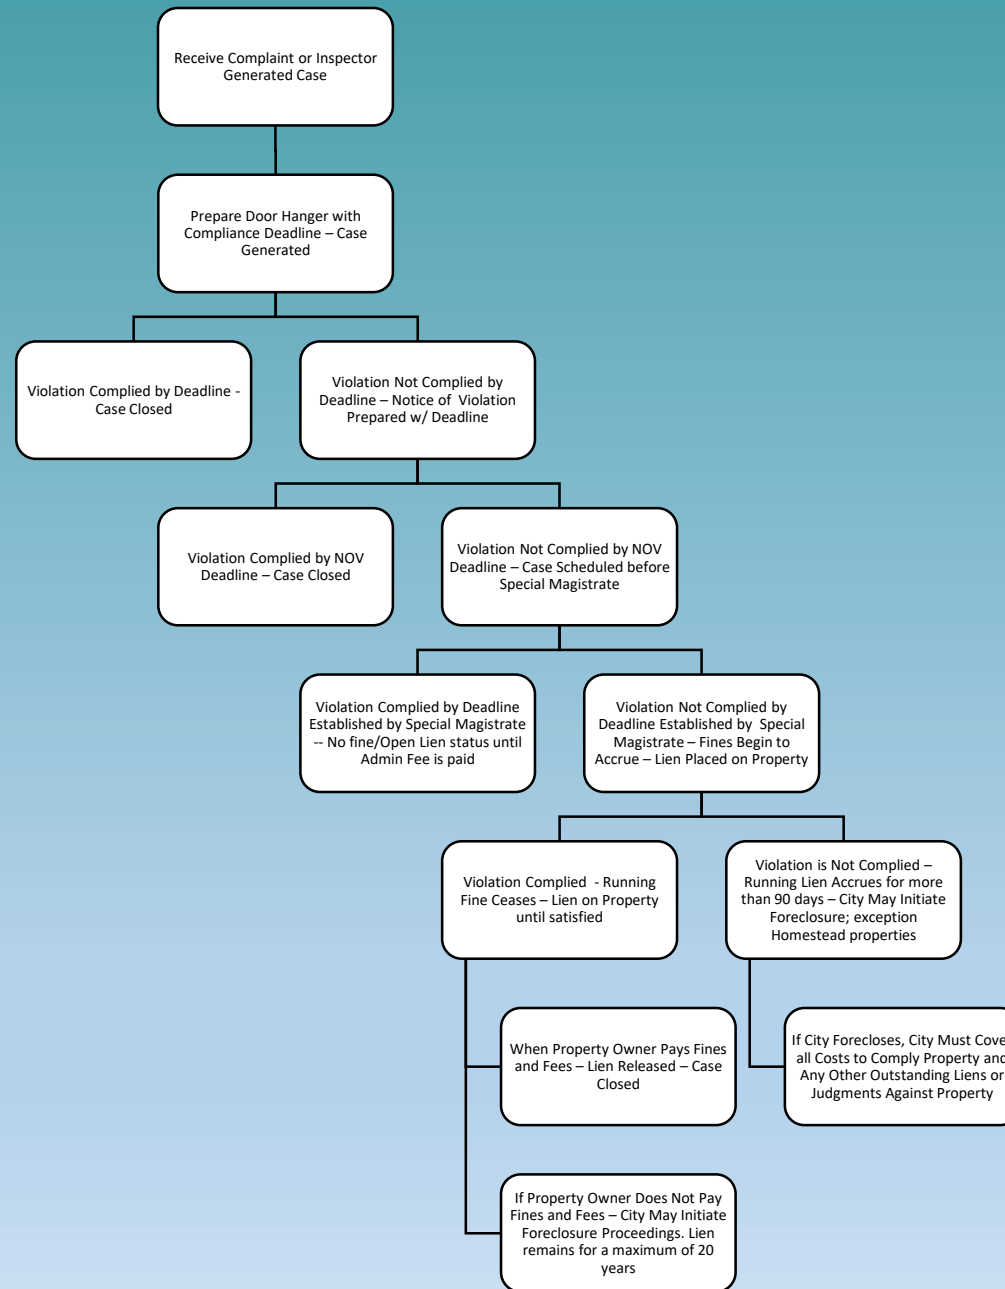 Receive Complaint or Inspector
Generated Case
Prepare Door Hanger with
Compliance Deadline – Case
Generated
Violation Complied by Deadline -
Case Closed
Violation Not Complied by
Deadline – Notice of Violation
Prepared w/ Deadline
Violation Complied by NOV
Deadline – Case Closed
Violation Not Complied by NOV
Deadline – Case Scheduled before
Special Magistrate
Violation Complied by Deadline
Established by Special Magistrate
-- No fine/Open Lien status until
Admin Fee is paid
Violation Not Complied by
Deadline Established by Special
Magistrate – Fines Begin to
Accrue – Lien Placed on Property
Violation Complied - Running
Fine Ceases – Lien on Property
until satisfied
Violation is Not Complied –
Running Lien Accrues for more
than 90 days – City May Initiate
Foreclosure; exception
Homestead properties
When Property Owner Pays Fines
and Fees – Lien Released – Case
Closed
If City Forecloses, City Must Cove
all Costs to Comply Property and
Any Other Outstanding Liens or
Judgments Against Property
If Property Owner Does Not Pay
Fines and Fees – City May Initiate
Foreclosure Proceedings. Lien
remains for a maximum of 20
years